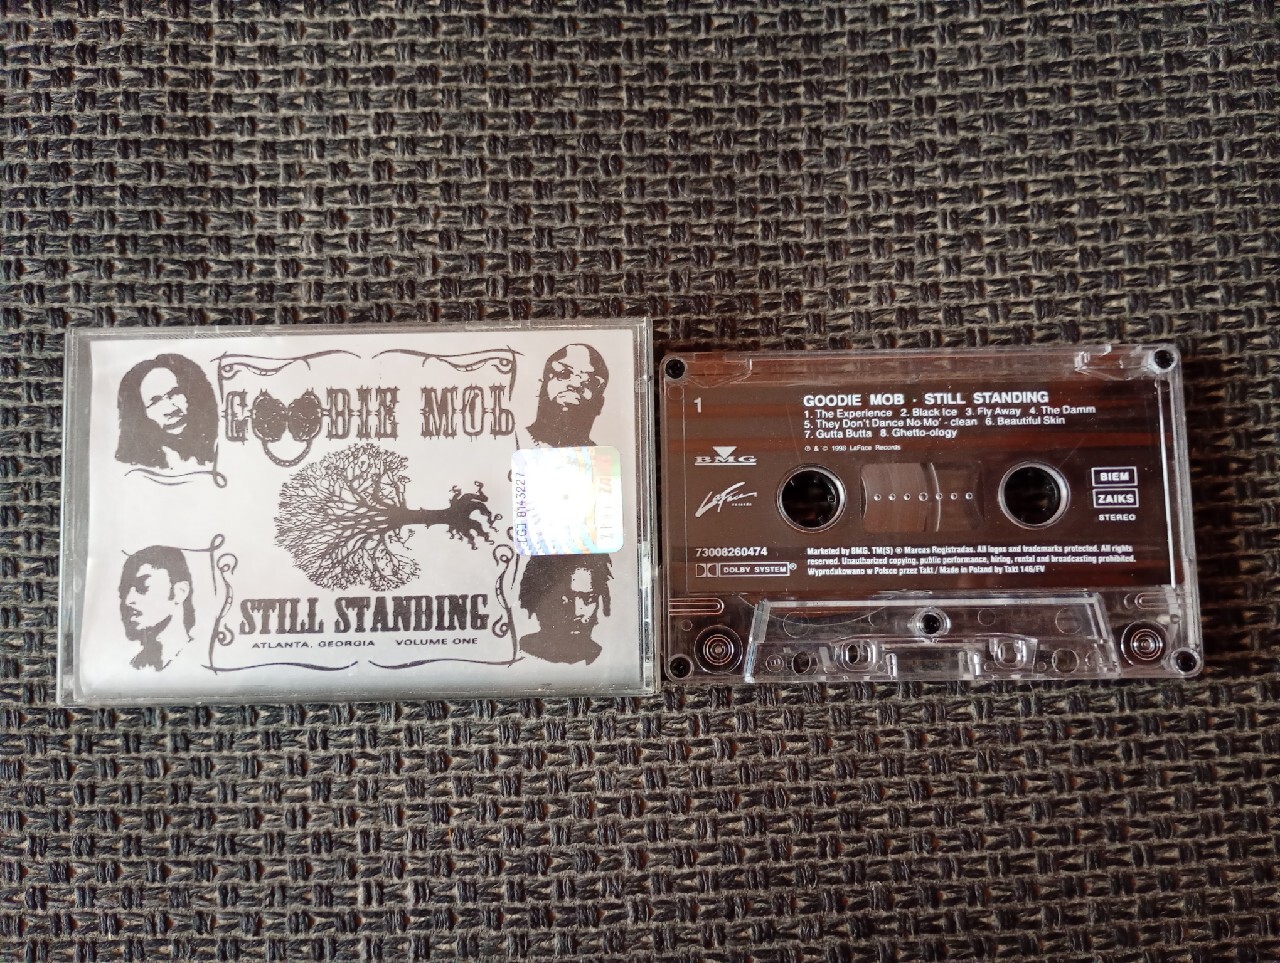 GOODIE MOB
STILL STANDING
ATLANTA, GEORGIA VOLUME ONE
1
GOODIE MOB · STILL STANDING
1. The Experience 2. Black Ice 3. Fly Away 4. The Damm
5. They Don't Dance No Mo' - clean 6. Beautiful Skin
7. Gutta Butta 8. Ghetto-ology
℗ & © 1998 LaFace Records
BMG
LaFace
RECORDS
BIEM
ZAIKS
STEREO
73008260474
DOLBY SYSTEM®
Marketed by BMG. TM(S) ® Marcas Registradas. All logos and trademarks protected. All rights
reserved. Unauthorized copying, public performance, hiring, rental and broadcasting prohibited.
Wyprodukowano w Polsce przez Takt / Made in Poland by Takt 146/FV